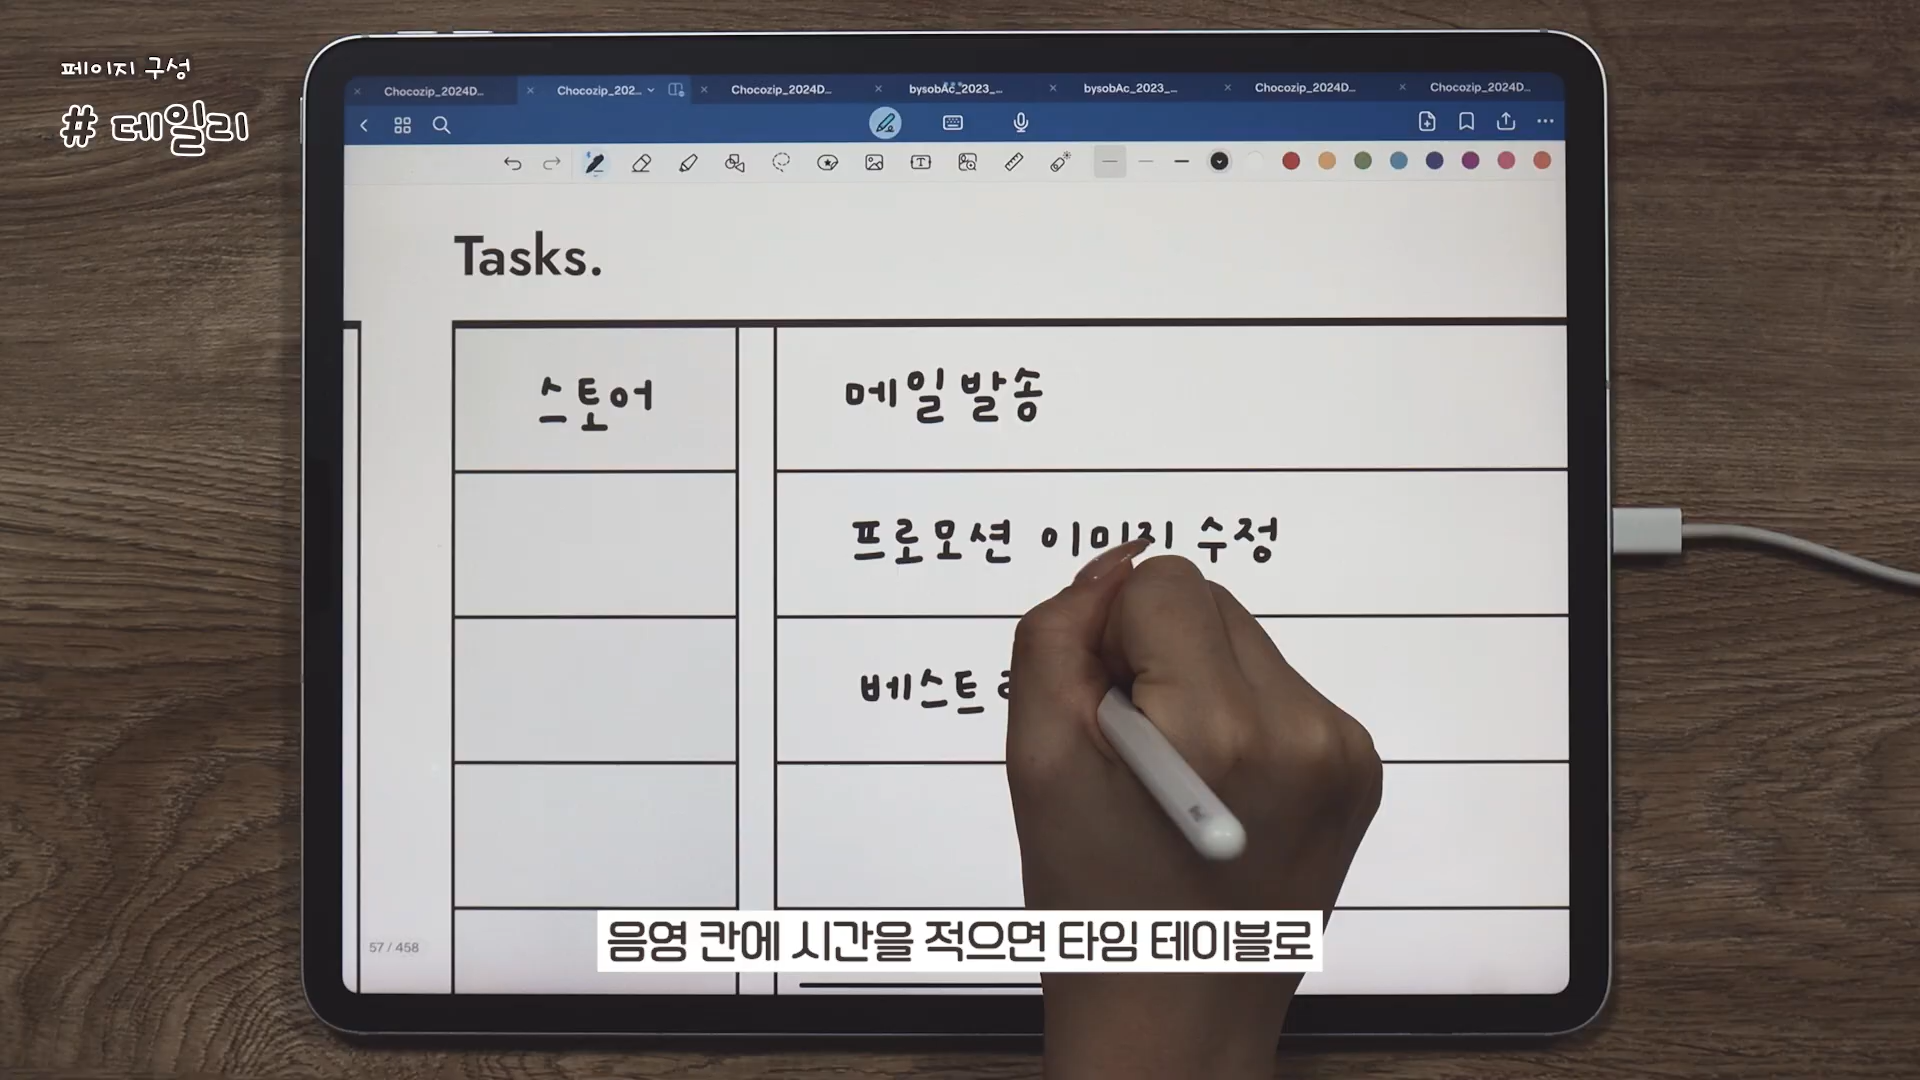 페이지 구성
# 데일리
Chocozip_2024D...
Chocozip_202...
Chocozip_2024D...
bysobAc_2023_...
bysobAc_2023_...
Chocozip_2024D...
Chocozip_2024D...
Tasks.
스토어
메일 발송
프로모션 이미지 수정
베스트
57 / 458
음영 칸에 시간을 적으면 타임 테이블로